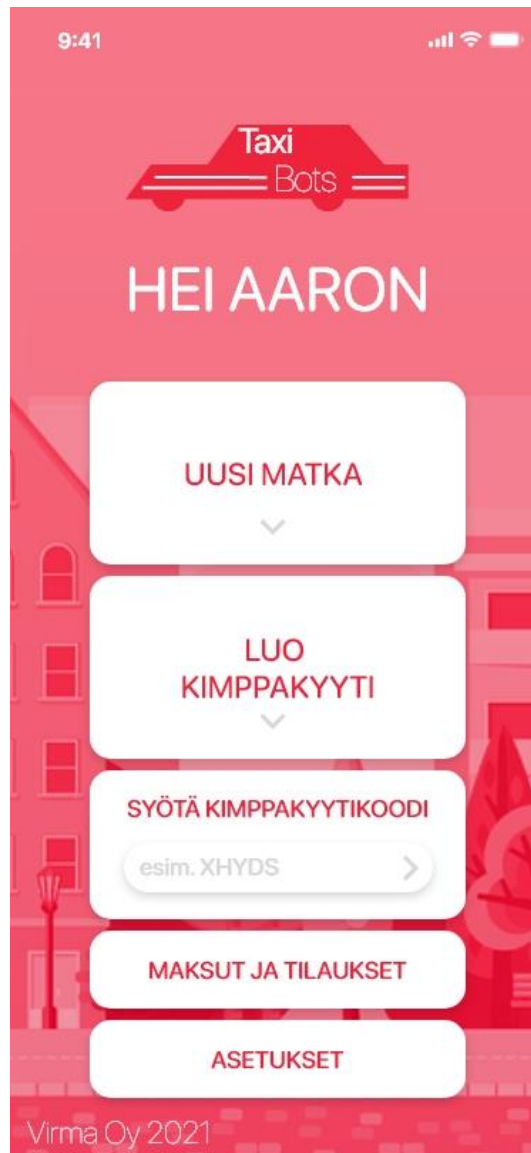 9:41
Taxi
Bots
HEI AARON
UUSI MATKA
LUO
KIMPPAKYYTI
SYÖTÄ KIMPPAKYYTIKOODI
esim. XHYDS
MAKSUT JA TILAUKSET
ASETUKSET
Virma Oy 2021